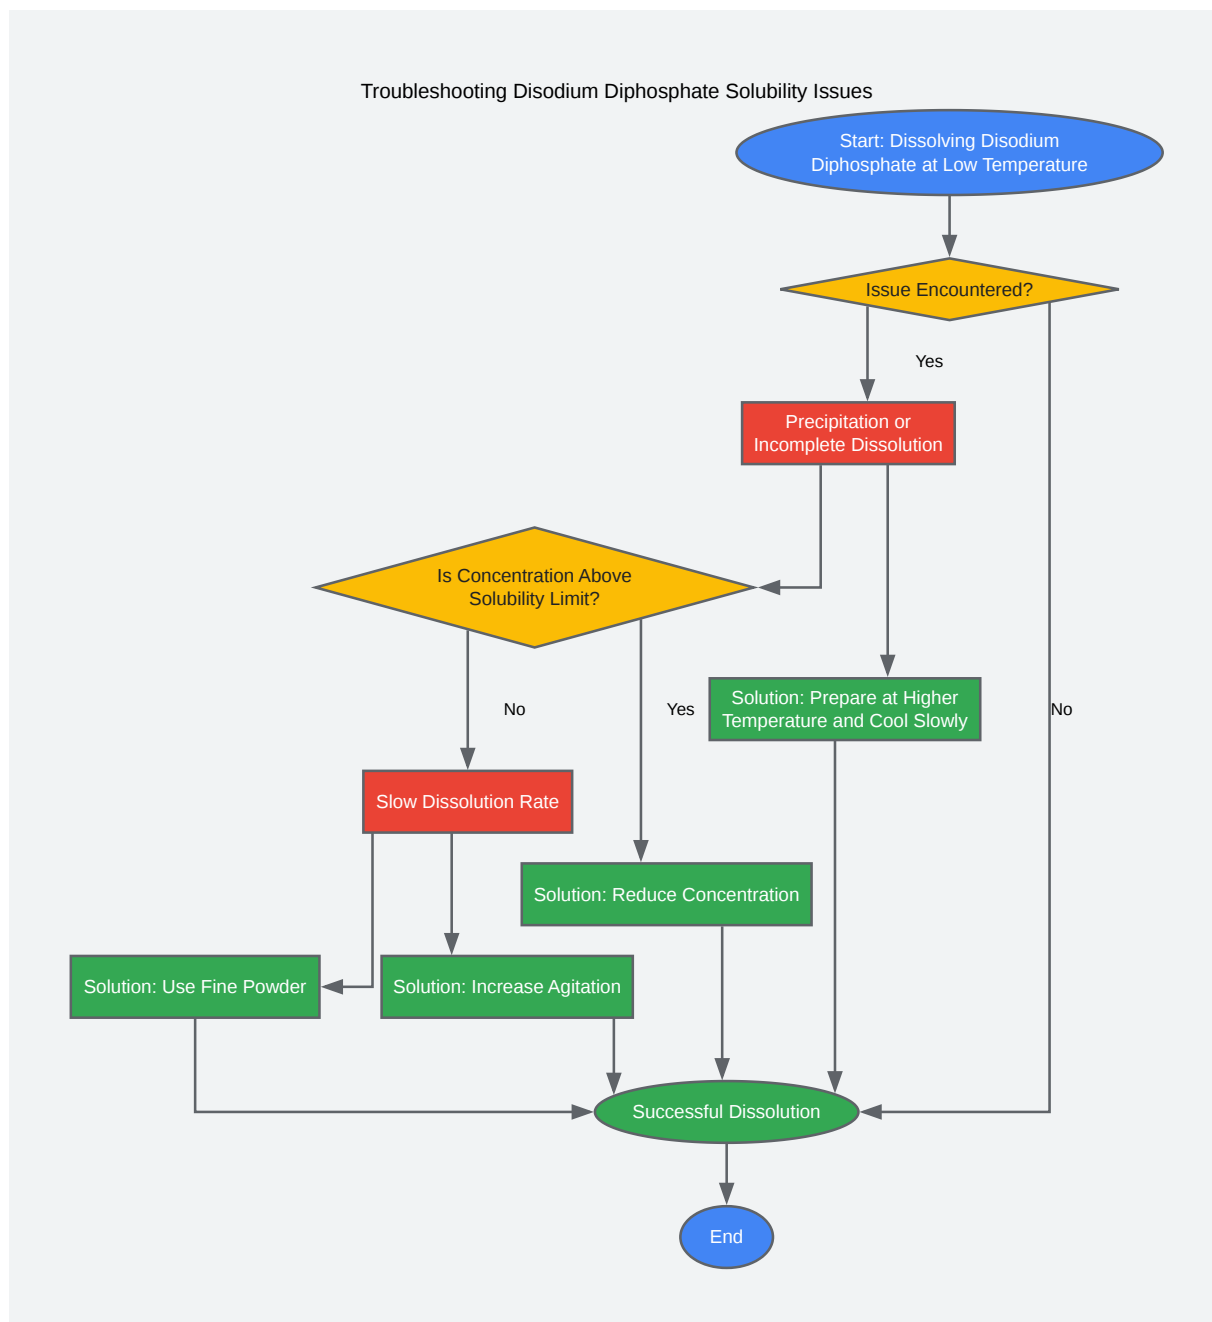 Troubleshooting Disodium Diphosphate Solubility Issues
Start: Dissolving Disodium
Diphosphate at Low Temperature
Issue Encountered?
Yes
Precipitation or
Incomplete Dissolution
Is Concentration Above
Solubility Limit?
Solution: Prepare at Higher
Temperature and Cool Slowly
No
Yes
No
Slow Dissolution Rate
Solution: Reduce Concentration
Solution: Use Fine Powder
Solution: Increase Agitation
Successful Dissolution
End